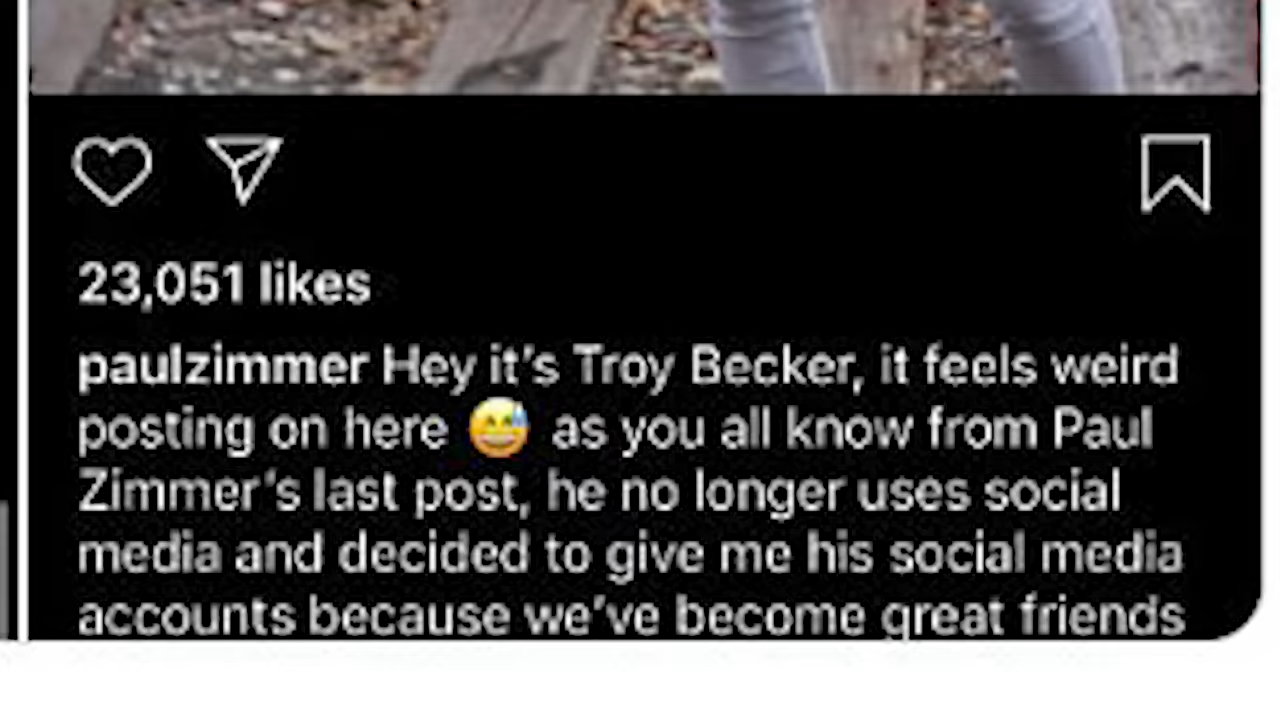 23,051 likes
paulzimmer Hey it's Troy Becker, it feels weird
posting on here 😅 as you all know from Paul
Zimmer's last post, he no longer uses social
media and decided to give me his social media
accounts because we've become great friends